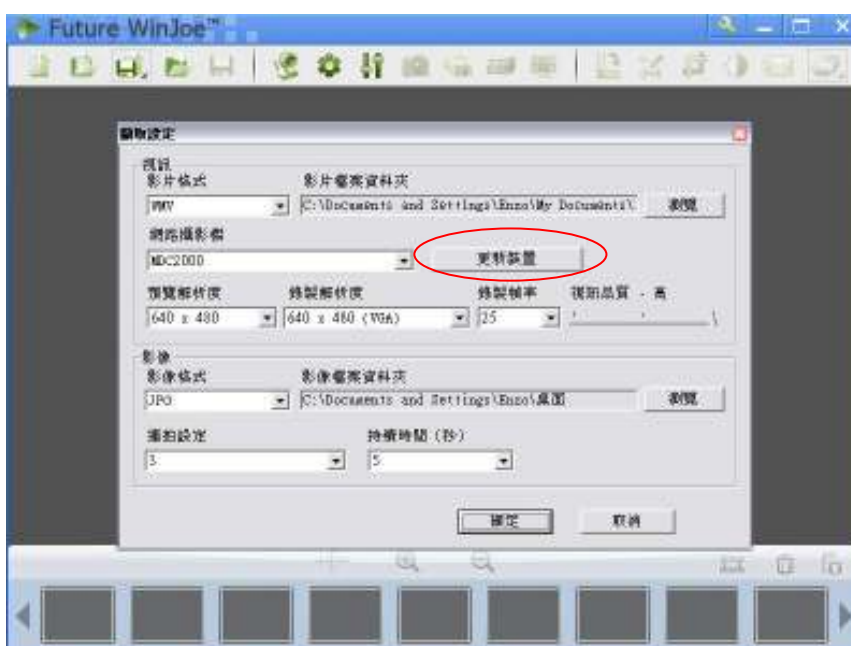 Future WinJoe™
擷取設定
視訊
影片格式 影片檔案資料夾
WMV C:\Documents and Settings\Enzo\My Documents\ 瀏覽
網路攝影機
MDC2000 更新裝置
預覽解析度 錄製解析度 錄製幀率 視訊品質 - 高
640 x 480 640 x 480 (VGA) 25
影像
影像格式 影像檔案資料夾
JPG C:\Documents and Settings\Enzo\桌面 瀏覽
連拍設定 持續時間 (秒)
3 5
確定 取消